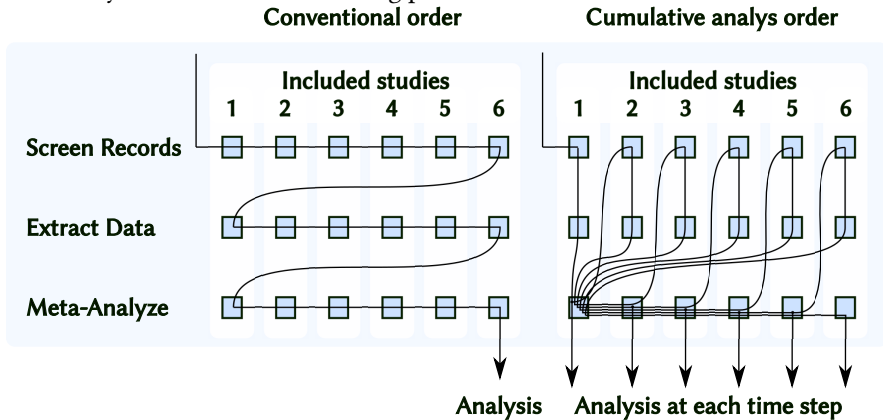 Conventional order
Cumulative analys order
Included studies
Included studies
1 2 3 4 5 6
1 2 3 4 5 6
Screen Records
Extract Data
Meta-Analyze
Analysis
Analysis at each time step